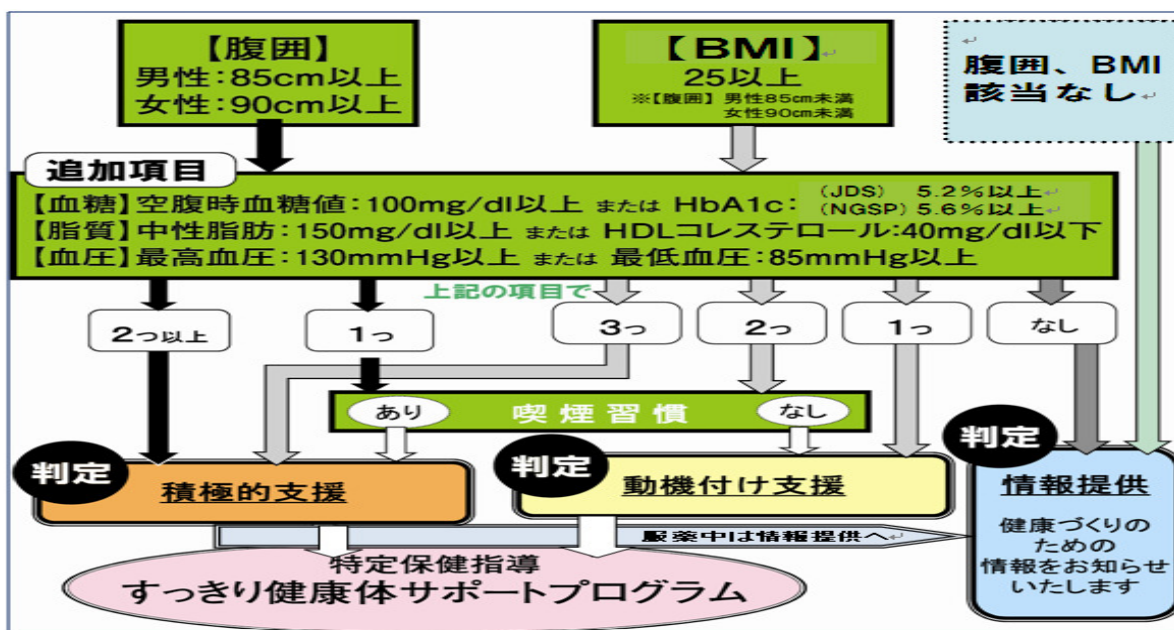 【腹囲】
男性：85cm以上
女性：90cm以上
【BMI】
25以上
※【腹囲】 男性85cm未満
女性90cm未満
腹囲、BMI
該当なし
追加項目
【血糖】空腹時血糖値：100mg/dl以上 または HbA1c：
（JDS） 5.2％以上
（NGSP）5.6％以上
【脂質】中性脂肪：150mg/dl以上 または HDLコレステロール：40mg/dl以下
【血圧】最高血圧：130mmHg以上 または 最低血圧：85mmHg以上
上記の項目で
2つ以上
1つ
3つ
2つ
1つ
なし
あり
喫煙習慣
なし
判定
積極的支援
判定
動機付け支援
判定
情報提供
健康づくりの
ための
情報をお知らせ
いたします
服薬中は情報提供へ
特定保健指導
すっきり健康体サポートプログラム